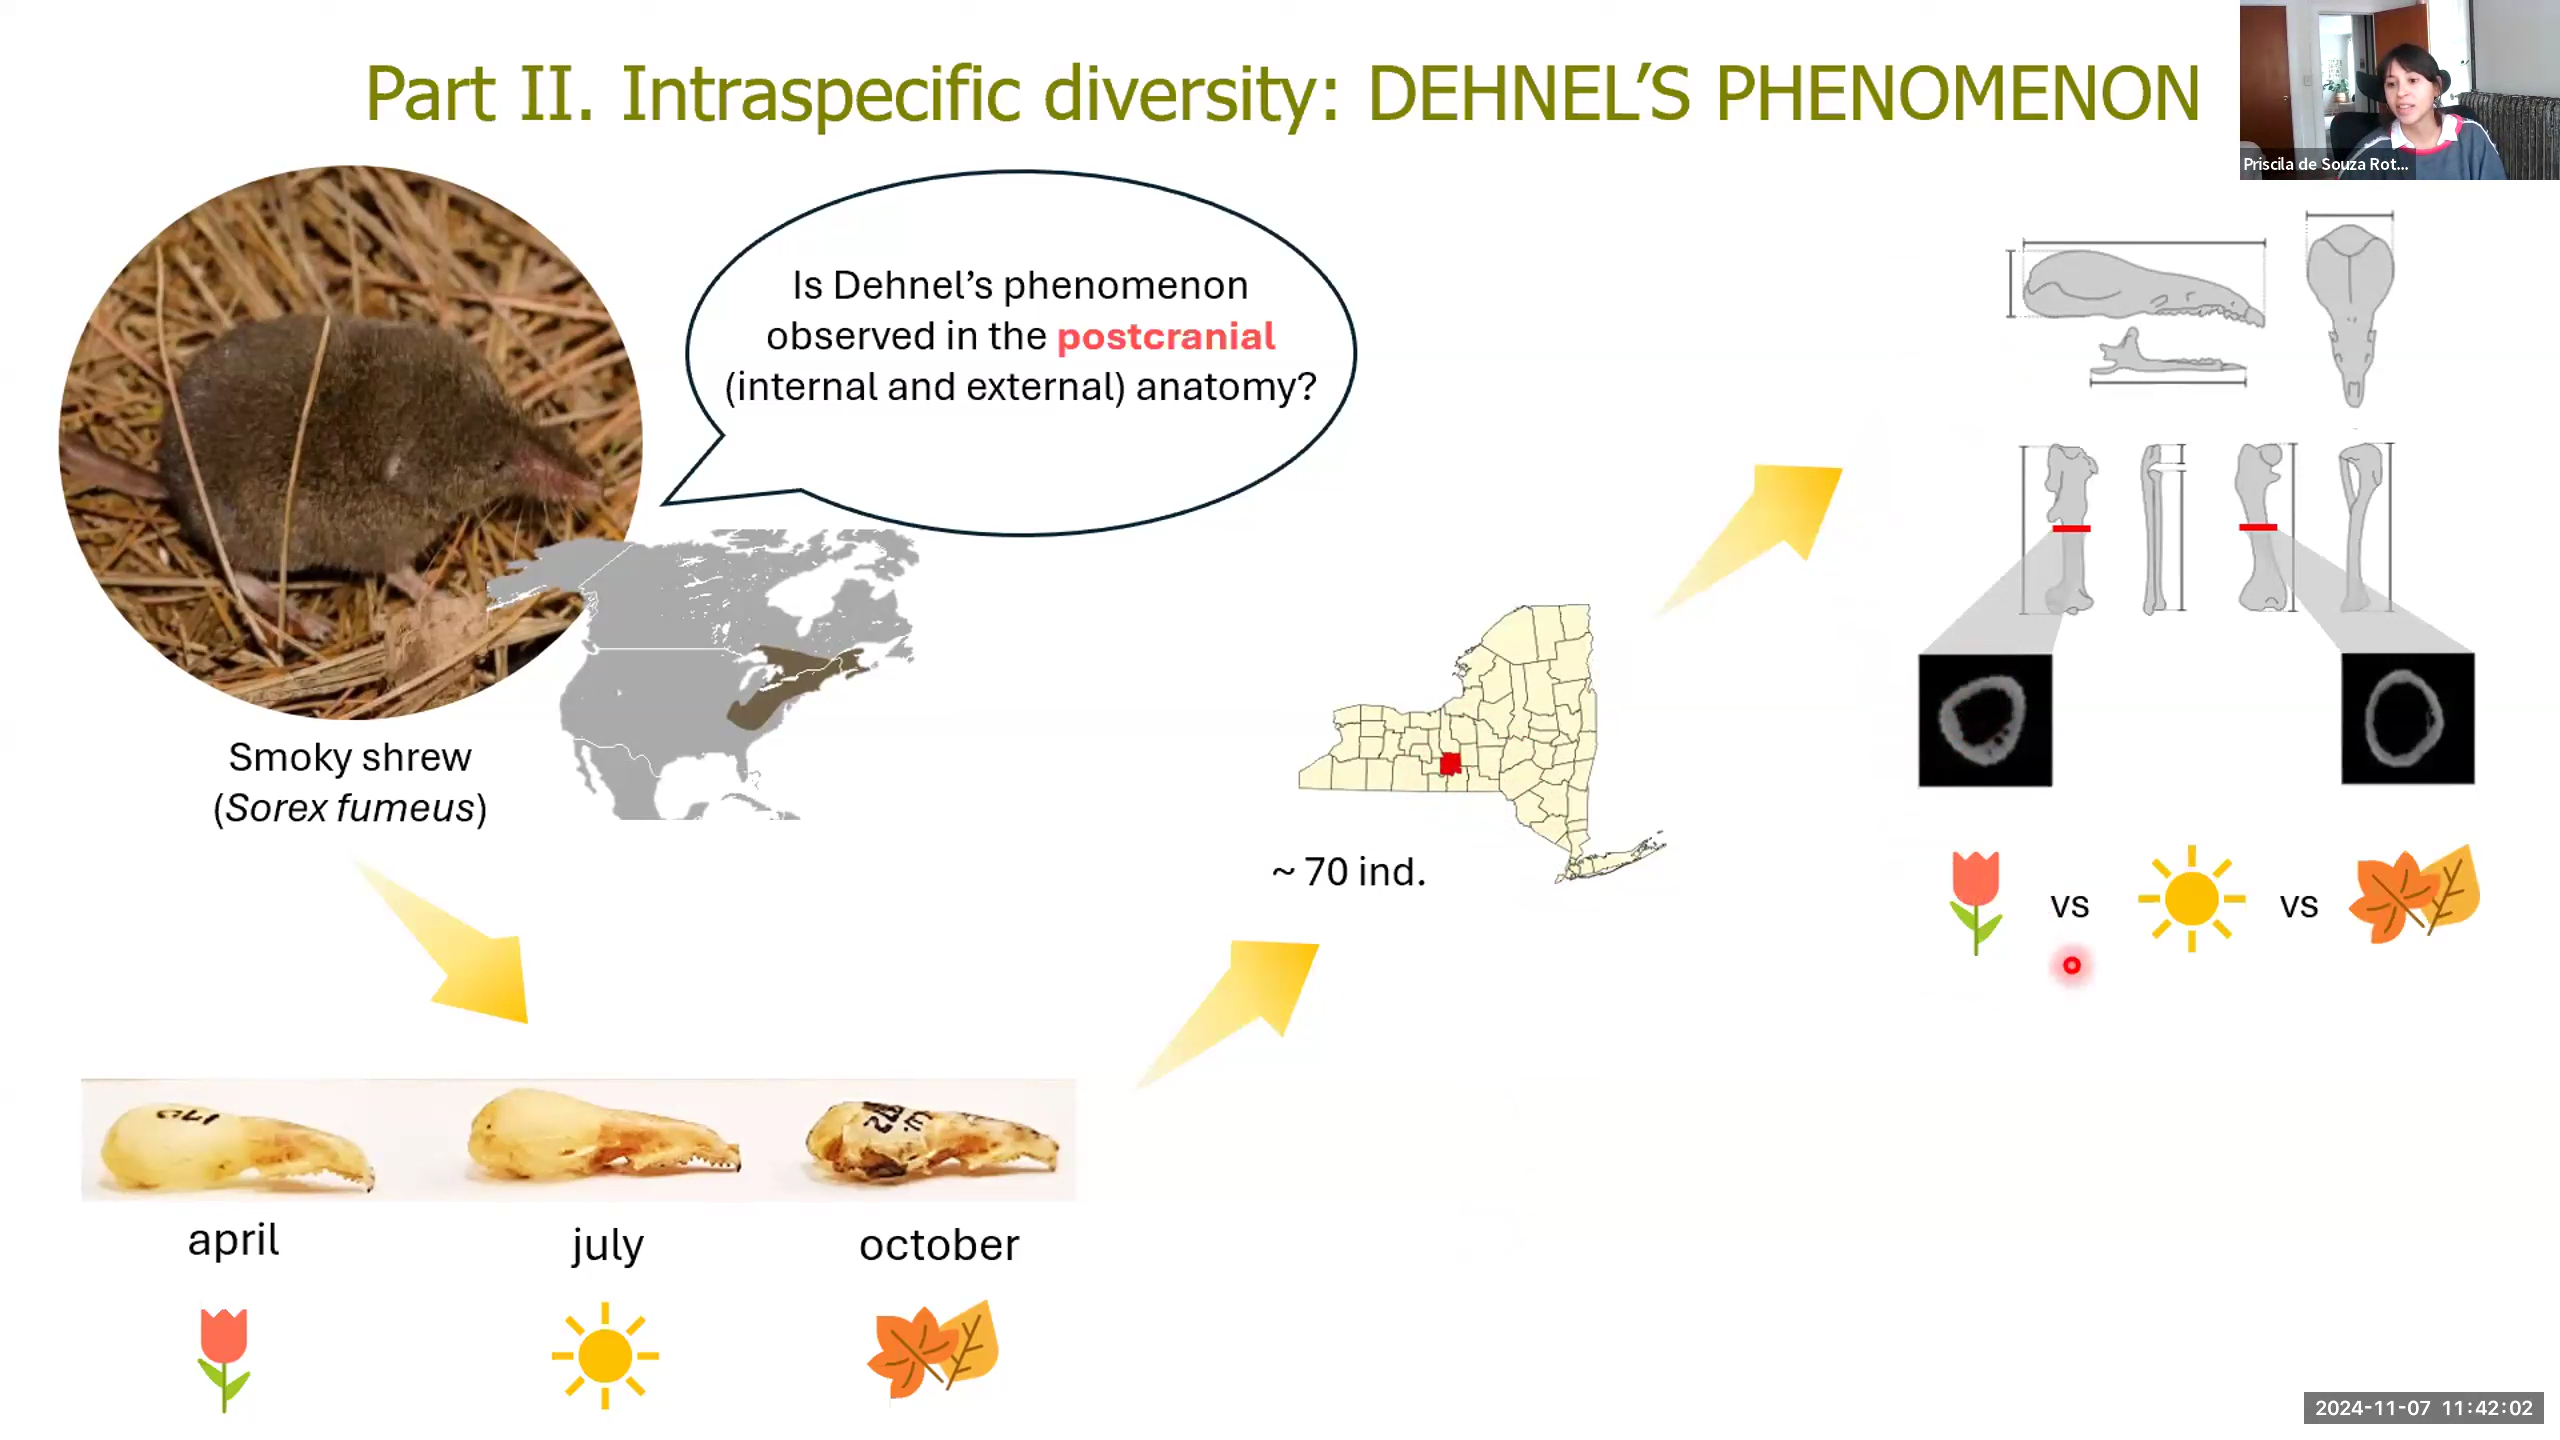 Part II. Intraspecific diversity: DEHNEL’S PHENOMENON
Priscila de Souza Rot...
Is Dehnel’s phenomenon
observed in the postcranial
(internal and external) anatomy?
Smoky shrew
(Sorex fumeus)
~ 70 ind.
vs
vs
april
july
october
2024-11-07 11:42:02